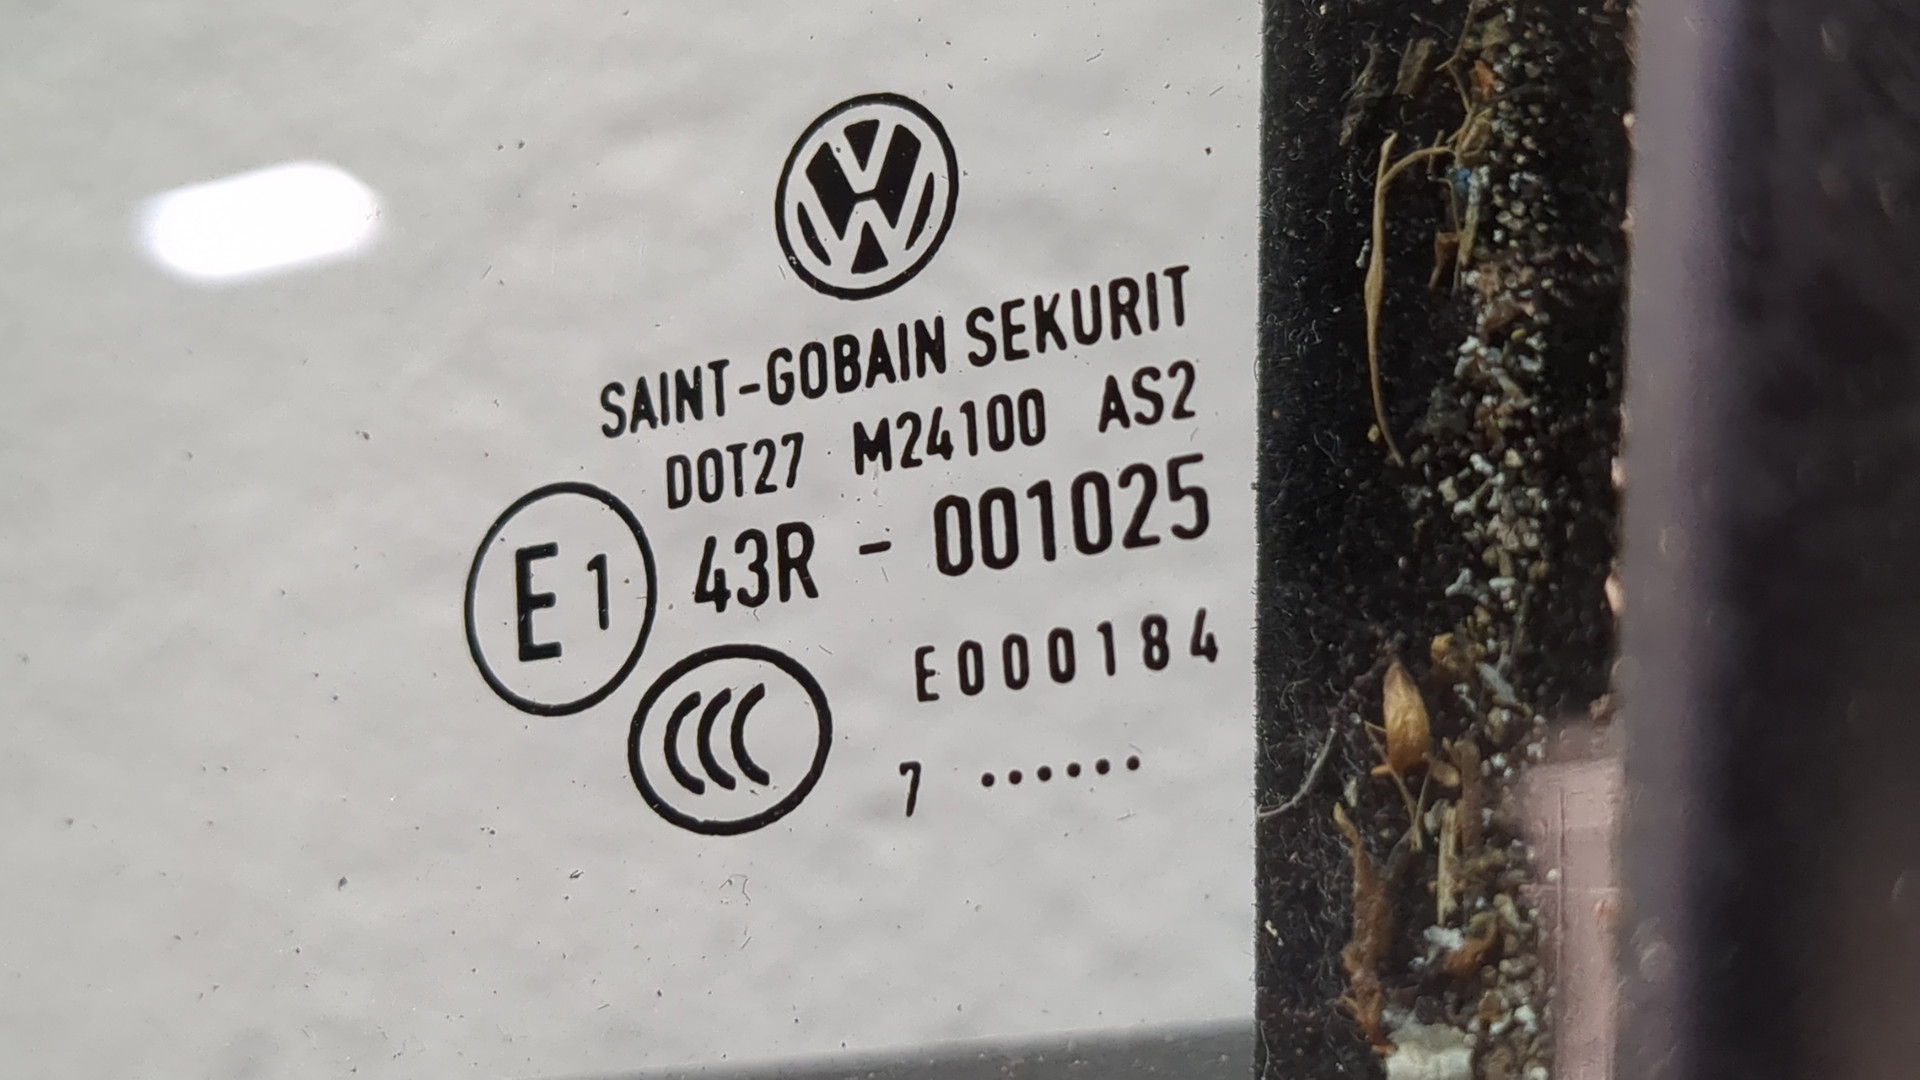 VW
SAINT-GOBAIN SEKURIT
DOT27 M24100 AS2
E1 43R - 001025
CCC E000184
7 ······